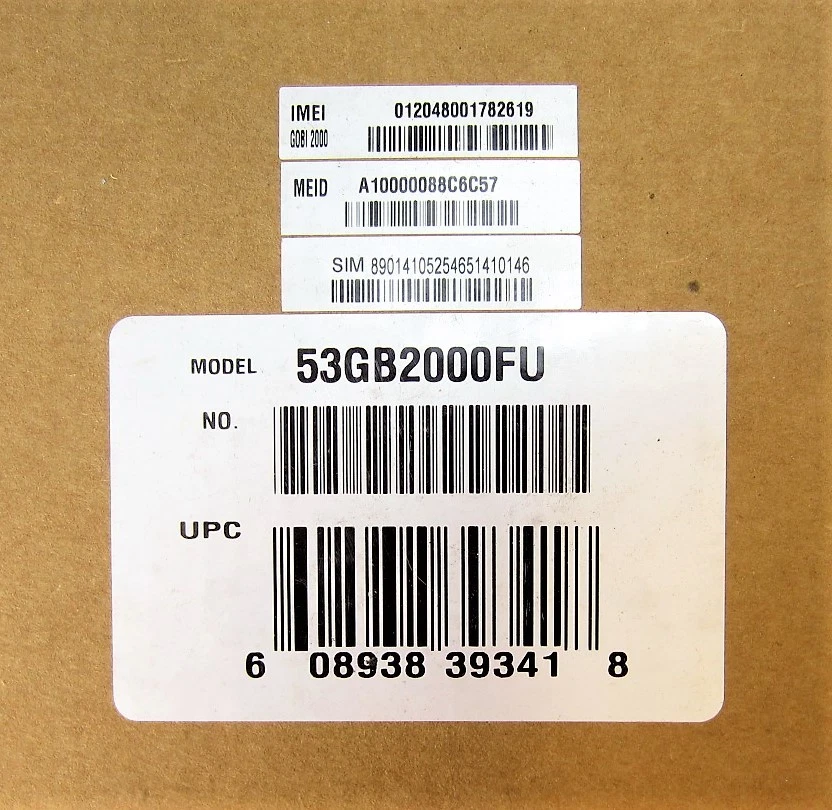 IMEI 012048001782619
GOBI 2000
MEID A10000088C6C57
SIM 89014105254651410146
MODEL 53GB2000FU
NO.
UPC
6 08938 39341 8